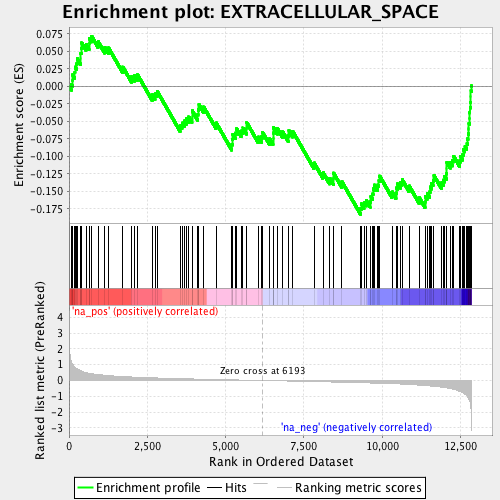 Enrichment plot: EXTRACELLULAR_SPACE
Enrichment score (ES)
0.075
0.050
0.025
0.000
-0.025
-0.050
-0.075
-0.100
-0.125
-0.150
-0.175
'na_pos' (positively correlated)
Ranked list metric (PreRanked)
4
3
2
1
0
-1
-2
-3
Zero cross at 6193
'na_neg' (negatively correlated)
0
2,500
5,000
7,500
10,000
12,500
Rank in Ordered Dataset
Enrichment profile
Hits
Ranking metric scores